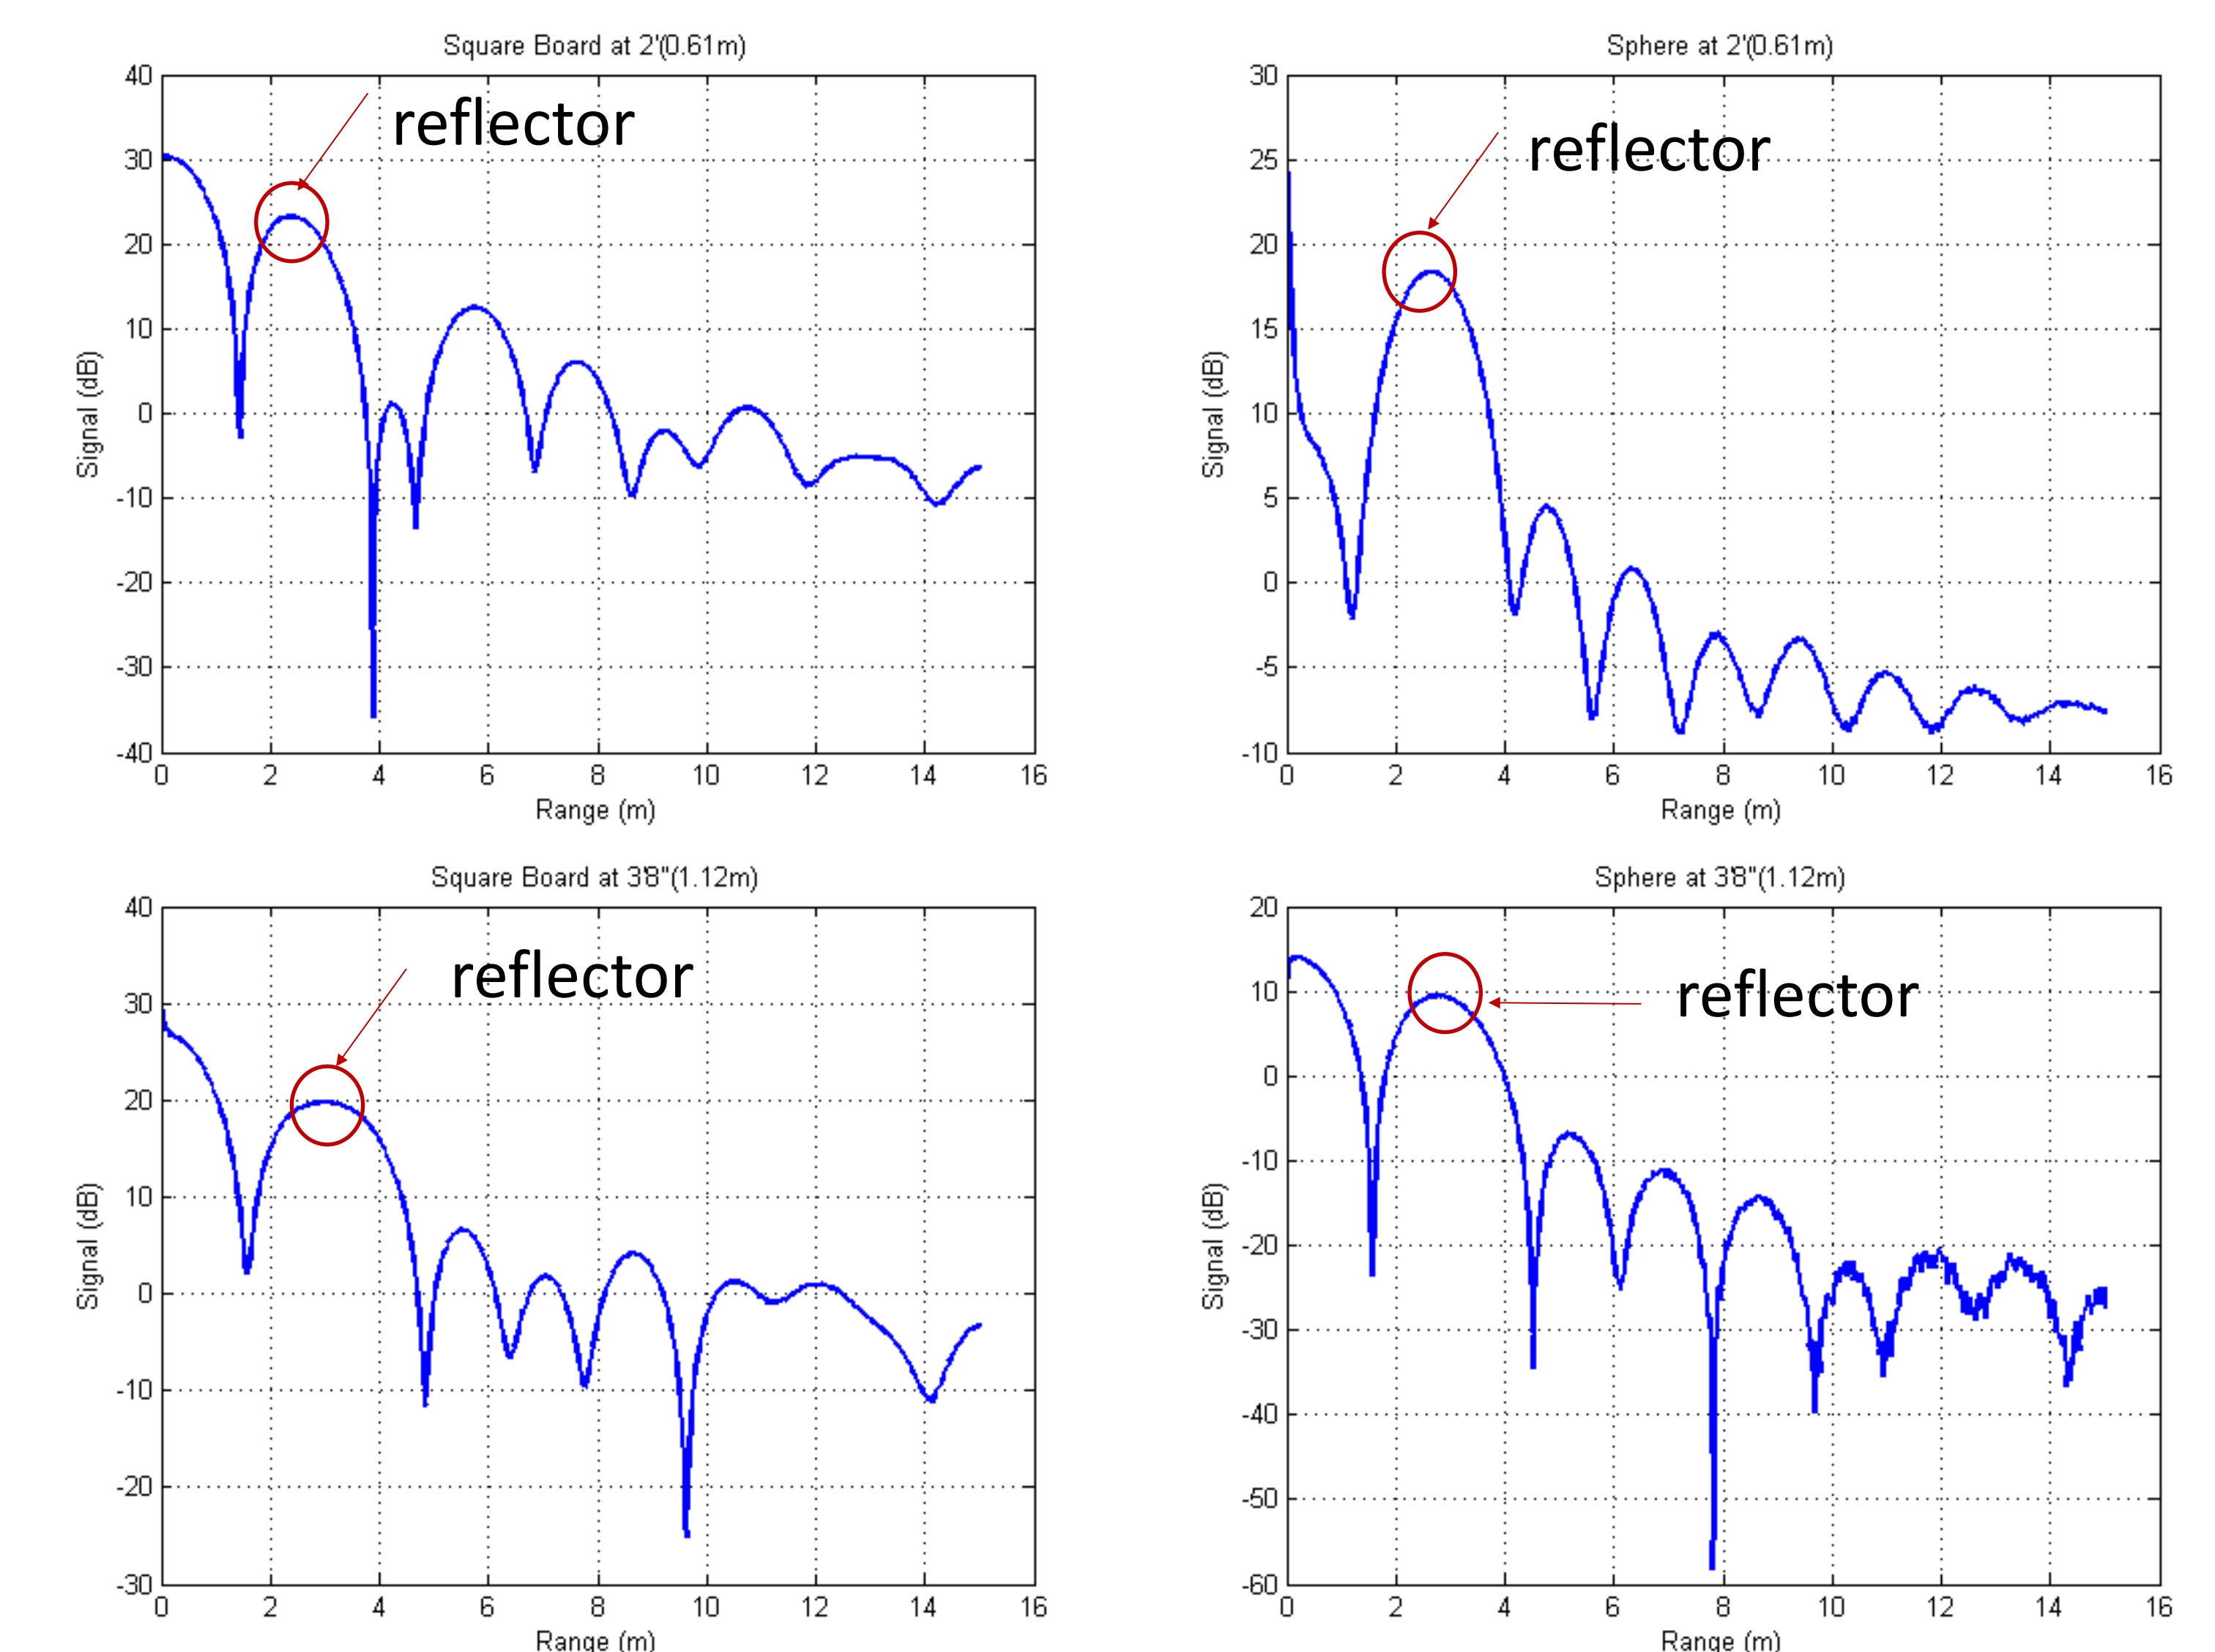 Square Board at 2'(0.61m)
reflector
40
30
20
10
0
-10
-20
-30
-40
Signal (dB)
0 2 4 6 8 10 12 14 16
Range (m)
Sphere at 2'(0.61m)
reflector
30
25
20
15
10
5
0
-5
-10
Signal (dB)
0 2 4 6 8 10 12 14 16
Range (m)
Square Board at 3'8"(1.12m)
reflector
40
30
20
10
0
-10
-20
-30
Signal (dB)
0 2 4 6 8 10 12 14 16
Range (m)
Sphere at 3'8"(1.12m)
reflector
20
10
0
-10
-20
-30
-40
-50
-60
Signal (dB)
0 2 4 6 8 10 12 14 16
Range (m)